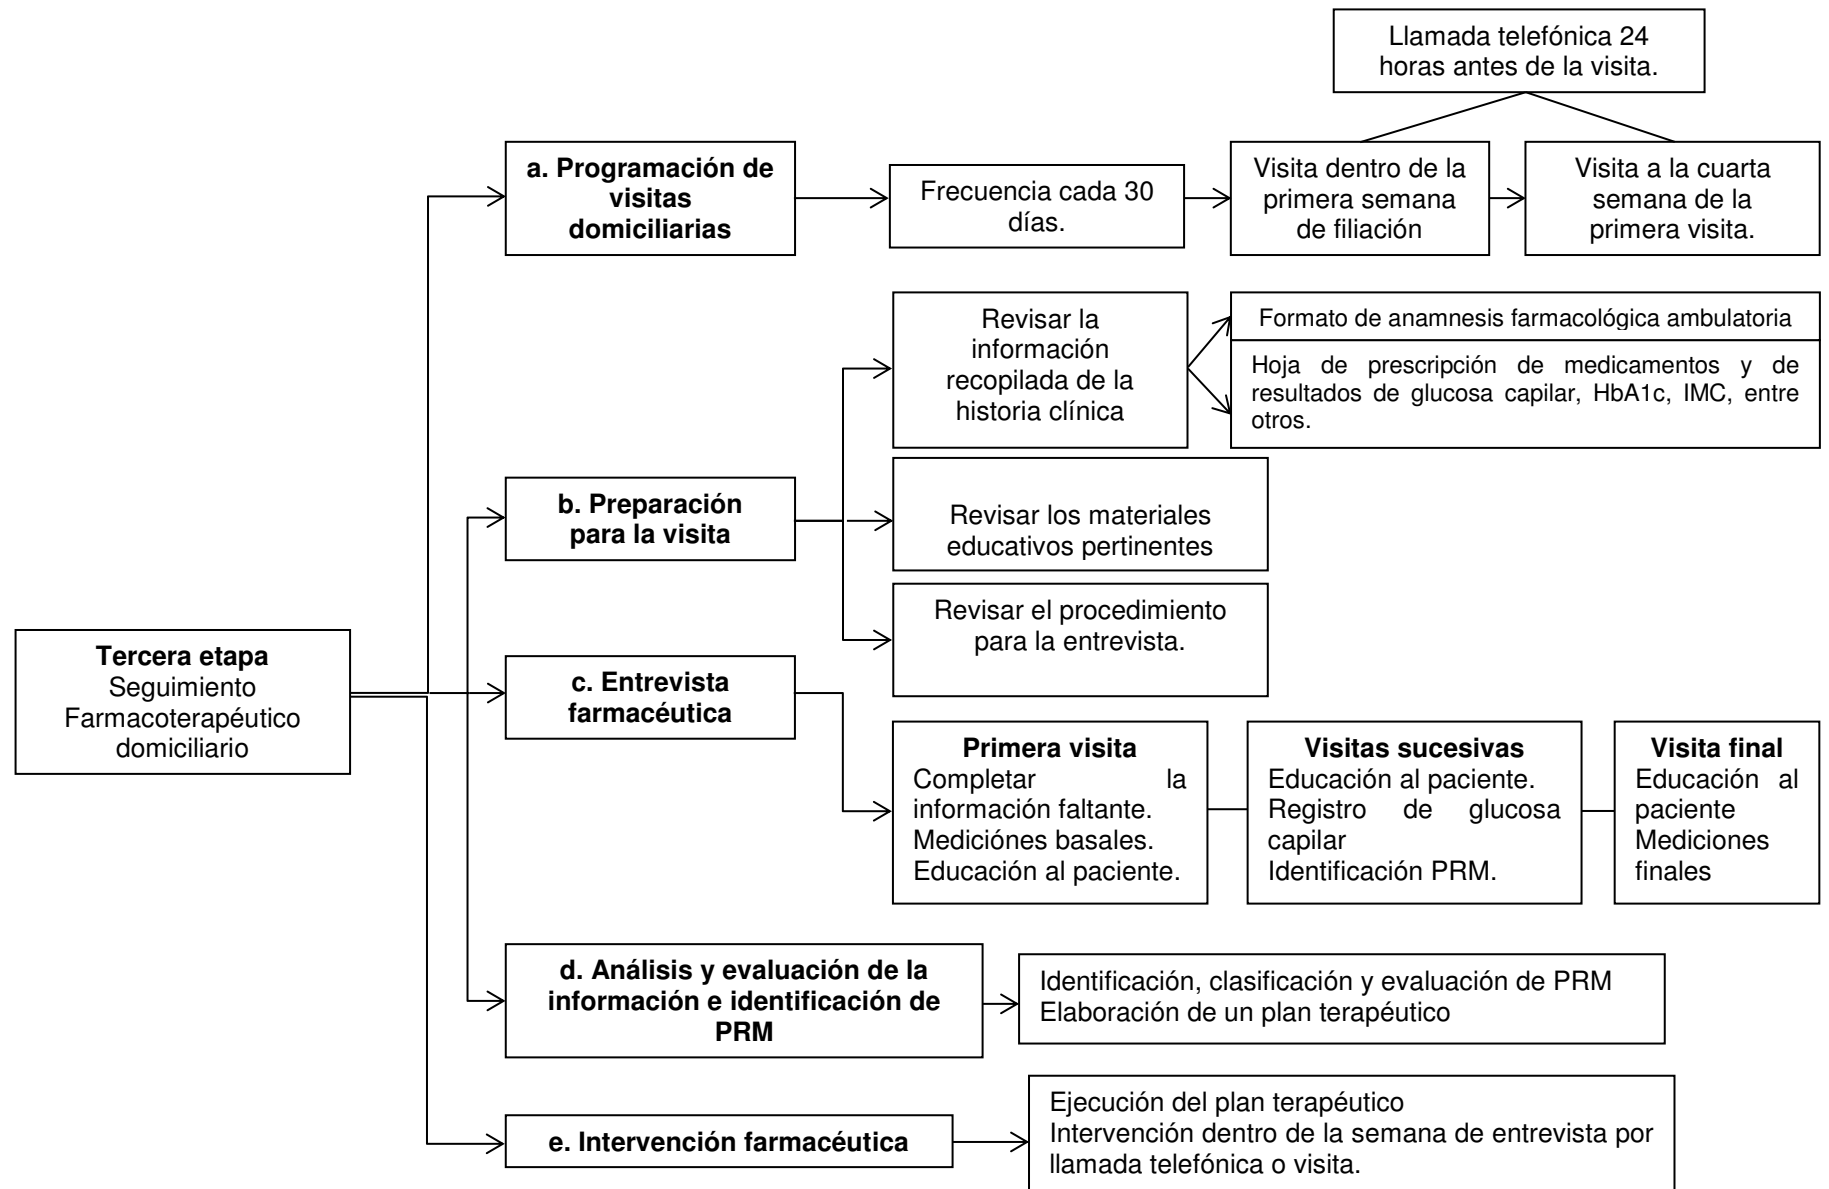 Llamada telefónica 24
horas antes de la visita.
a. Programación de
visitas
domiciliarias
Frecuencia cada 30
días.
Visita dentro de la
primera semana
de filiación
Visita a la cuarta
semana de la
primera visita.
Revisar la
información
recopilada de la
historia clínica
Formato de anamnesis farmacológica ambulatoria
Hoja de prescripción de medicamentos y de
resultados de glucosa capilar, HbA1c, IMC, entre
otros.
b. Preparación
para la visita
Revisar los materiales
educativos pertinentes
Revisar el procedimiento
para la entrevista.
Tercera etapa
Seguimiento
Farmacoterapéutico
domiciliario
c. Entrevista
farmacéutica
Primera visita
Completar la
información faltante.
Mediciónes basales.
Educación al paciente.
Visitas sucesivas
Educación al paciente.
Registro de glucosa
capilar
Identificación PRM.
Visita final
Educación al
paciente
Mediciones
finales
d. Análisis y evaluación de la
información e identificación de
PRM
Identificación, clasificación y evaluación de PRM
Elaboración de un plan terapéutico
e. Intervención farmacéutica
Ejecución del plan terapéutico
Intervención dentro de la semana de entrevista por
llamada telefónica o visita.